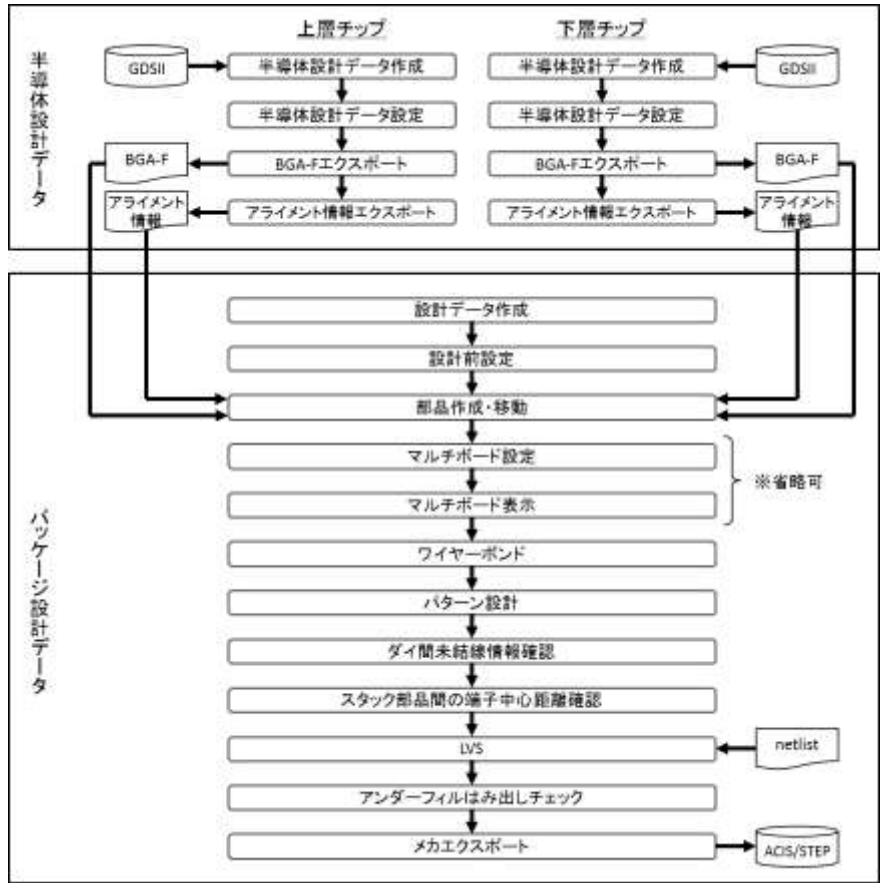 上層チップ
下層チップ
半導体設計データ
GDSII
半導体設計データ作成
半導体設計データ作成
GDSII
半導体設計データ設定
半導体設計データ設定
BGA-F
BGA-Fエクスポート
BGA-Fエクスポート
BGA-F
アライメント
情報
アライメント情報エクスポート
アライメント情報エクスポート
アライメント
情報
パッケージ設計データ
設計データ作成
設計前設定
部品作成・移動
マルチボード設定
※省略可
マルチボード表示
ワイヤーボンド
パターン設計
ダイ間未結線情報確認
スタック部品間の端子中心距離確認
LVS
netlist
アンダーフィルはみ出しチェック
メカエクスポート
ACIS/STEP